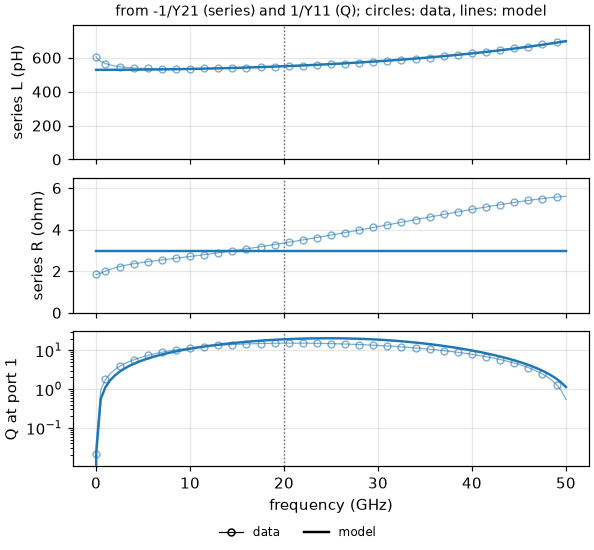 from -1/Y21 (series) and 1/Y11 (Q); circles: data, lines: model
series L (pH)
600
400
200
0
series R (ohm)
6
4
2
0
Q at port 1
10¹
10⁰
10⁻¹
0 10 20 30 40 50
frequency (GHz)
data model